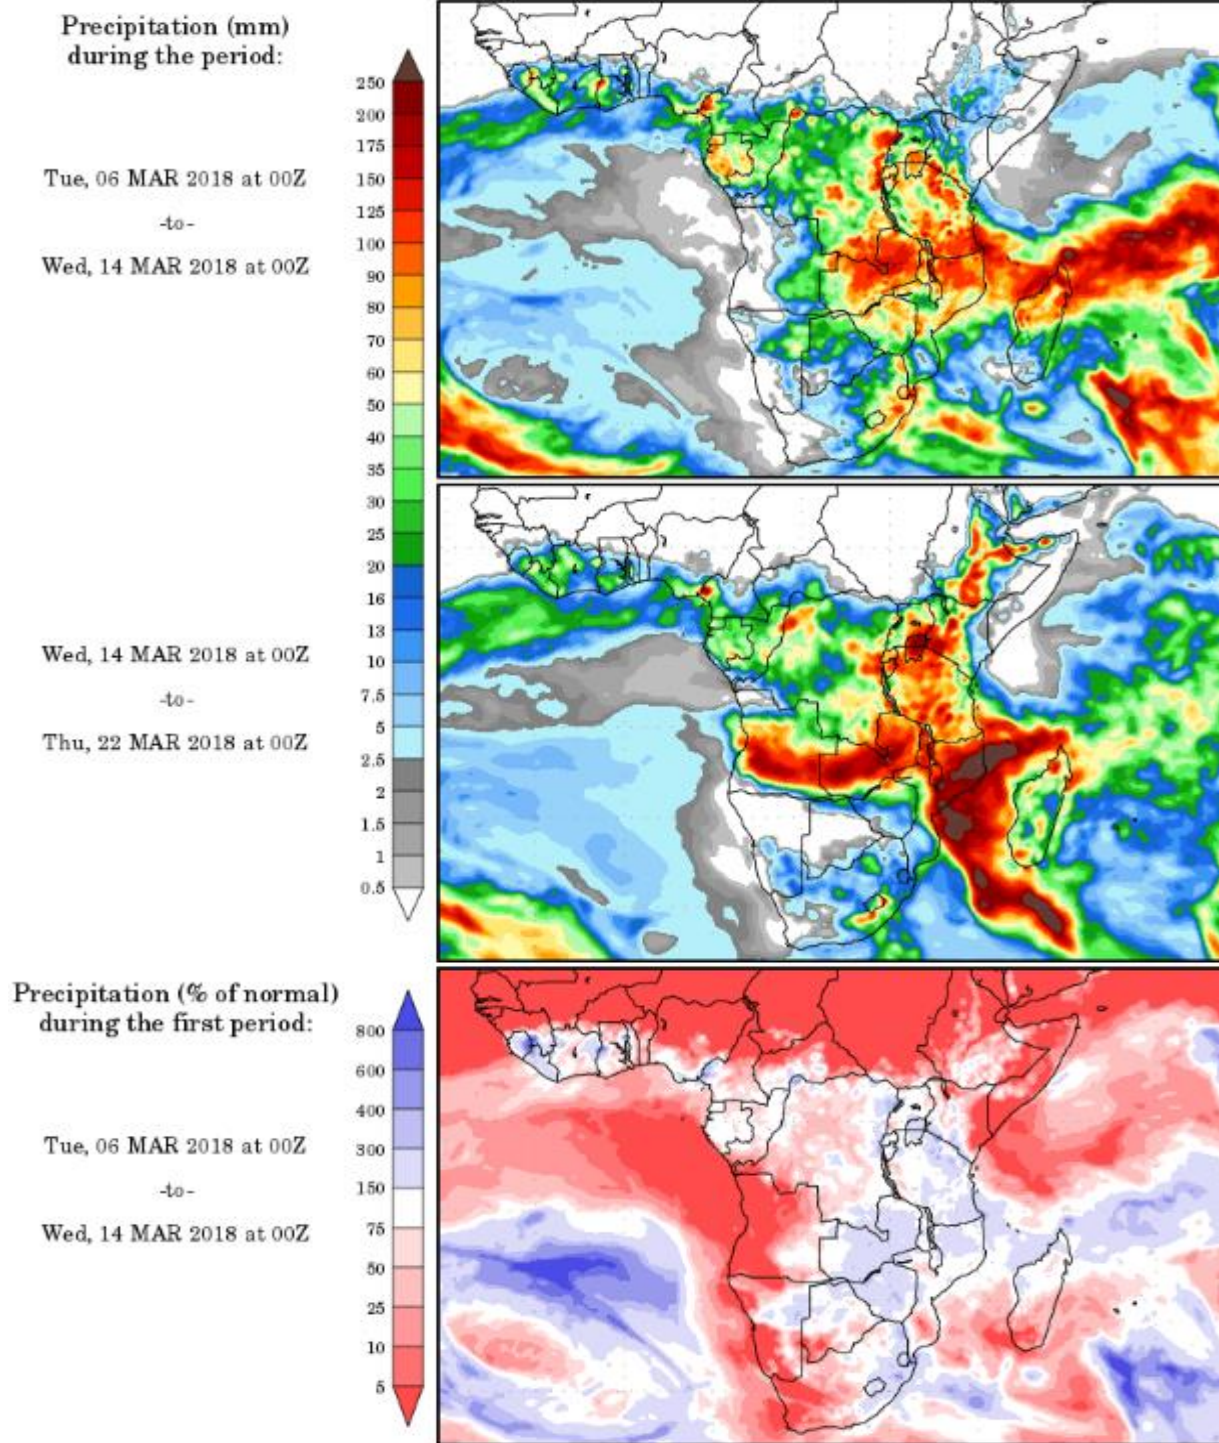 Precipitation (mm)
during the period:
250
200
175
150
125
100
90
80
70
60
50
40
35
30
25
20
16
13
10
7.5
5
2.5
2
1.5
1
0.5
Tue, 06 MAR 2018 at 00Z
-to-
Wed, 14 MAR 2018 at 00Z
Wed, 14 MAR 2018 at 00Z
-to-
Thu, 22 MAR 2018 at 00Z
Precipitation (% of normal)
during the first period:
800
600
400
300
150
75
50
25
10
5
Tue, 06 MAR 2018 at 00Z
-to-
Wed, 14 MAR 2018 at 00Z